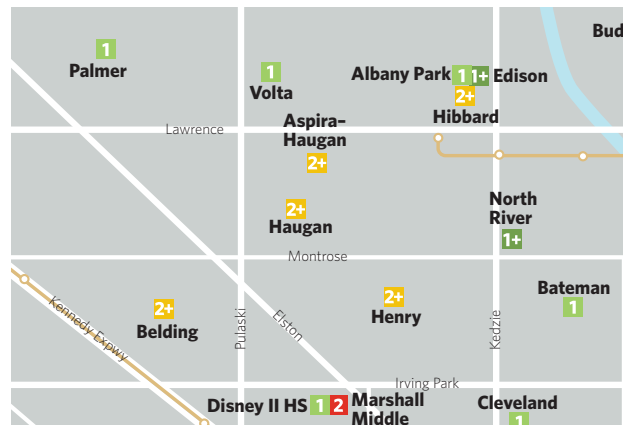 Bud
1
Palmer
1
Volta
Albany Park 1 1+ Edison
2+
Hibbard
Aspira–
Haugan
2+
Lawrence
2+
Haugan
North
River
1+
Montrose
Bateman
1
2+
Belding
2+
Henry
Kennedy Expwy
Pulaski
Elston
Kedzie
Irving Park
Disney II HS 1 2 Marshall
Middle
Cleveland
1